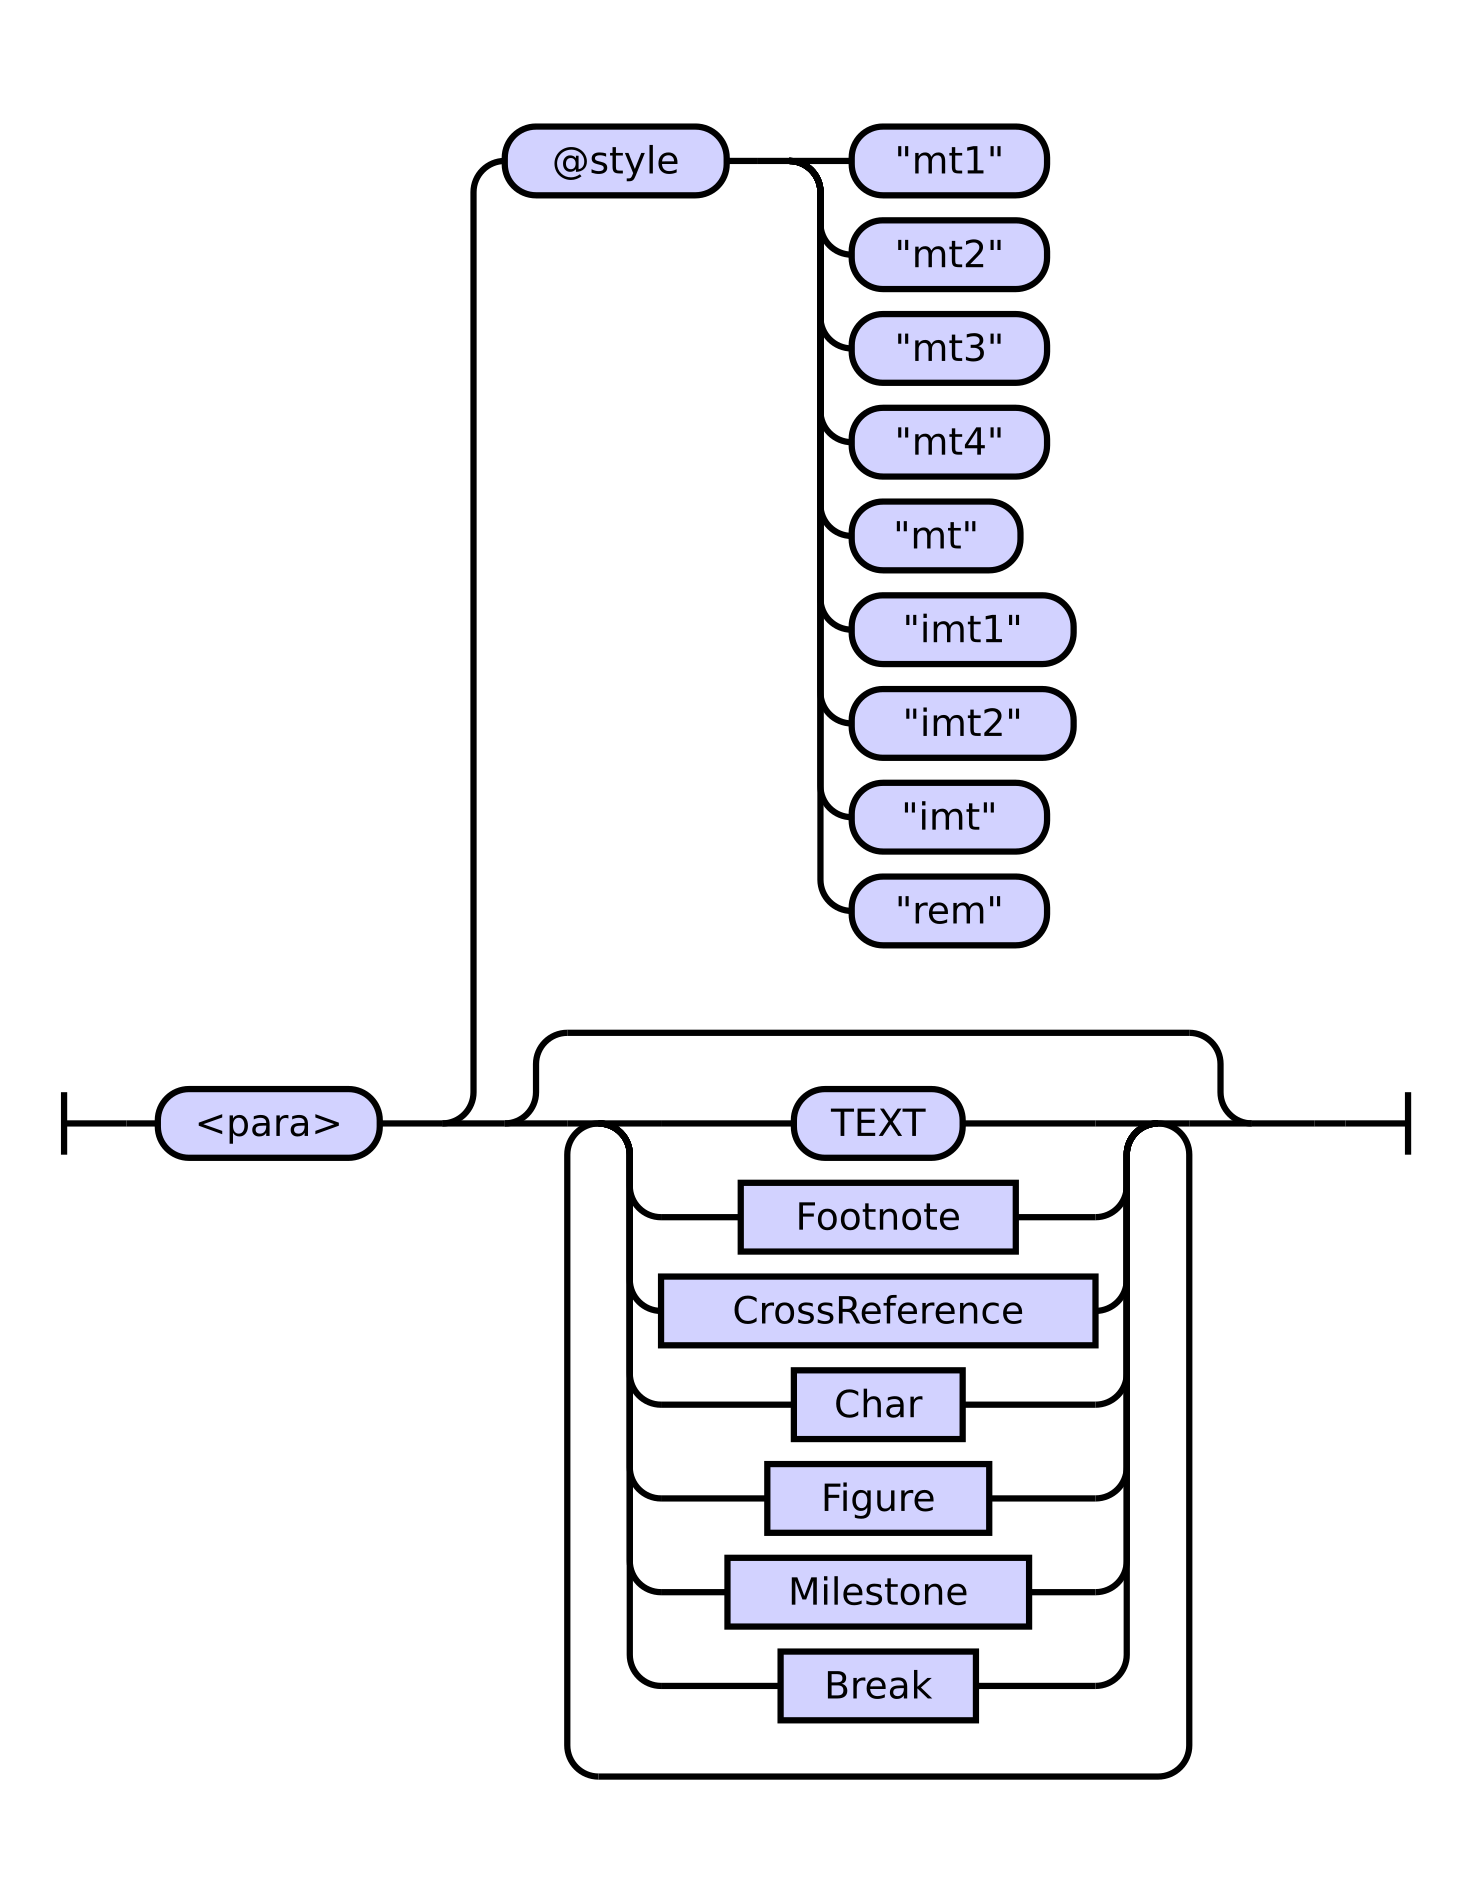 @style
"mt1"
"mt2"
"mt3"
"mt4"
"mt"
"imt1"
"imt2"
"imt"
"rem"
<para>
TEXT
Footnote
CrossReference
Char
Figure
Milestone
Break